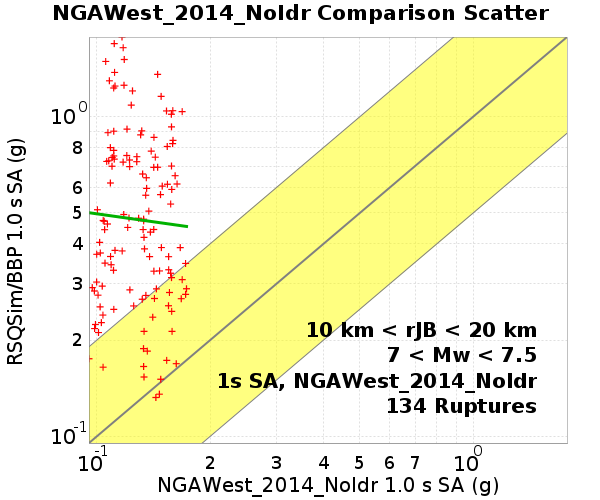 NGAWest_2014_NoIdr Comparison Scatter
RSQSim/BBP 1.0 s SA (g)
10^0
8
6
5
4
3
2
10^-1
10 km < rJB < 20 km
7 < Mw < 7.5
1s SA, NGAWest_2014_NoIdr
134 Ruptures
10^-1 2 3 4 5 6 7 10^0
NGAWest_2014_NoIdr 1.0 s SA (g)